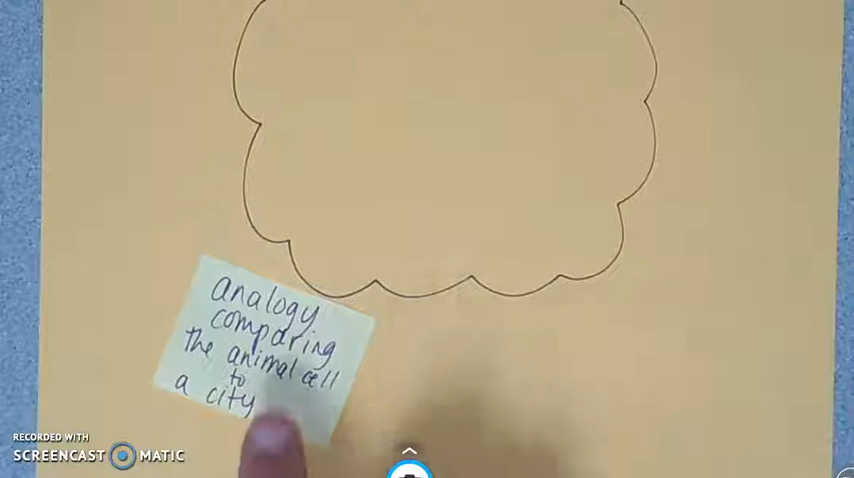 analogy
comparing
the animal cell
to
a city
RECORDED WITH
SCREENCAST MATIC